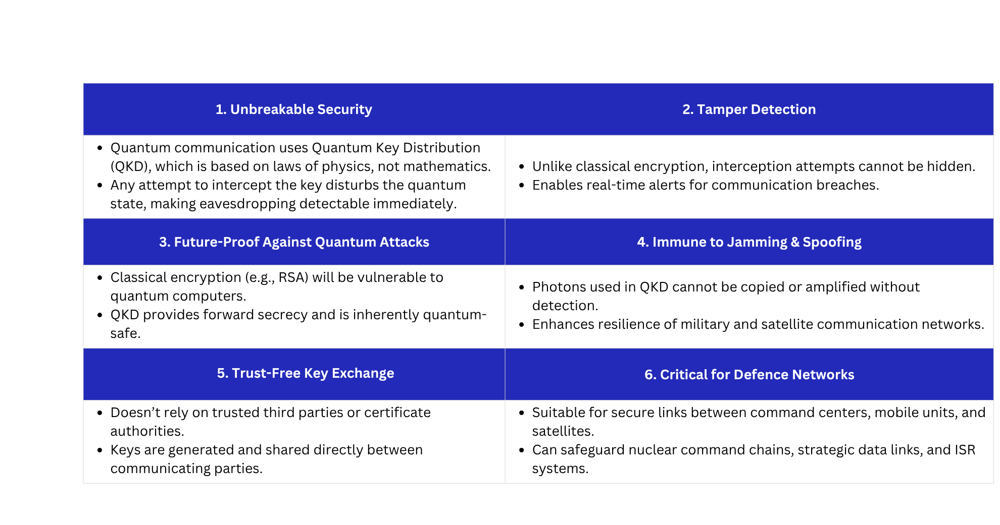 1. Unbreakable Security
2. Tamper Detection
• Quantum communication uses Quantum Key Distribution
(QKD), which is based on laws of physics, not mathematics.
• Any attempt to intercept the key disturbs the quantum
state, making eavesdropping detectable immediately.
• Unlike classical encryption, interception attempts cannot be hidden.
• Enables real-time alerts for communication breaches.
3. Future-Proof Against Quantum Attacks
4. Immune to Jamming & Spoofing
• Classical encryption (e.g., RSA) will be vulnerable to
quantum computers.
• QKD provides forward secrecy and is inherently quantum-
safe.
• Photons used in QKD cannot be copied or amplified without
detection.
• Enhances resilience of military and satellite communication networks.
5. Trust-Free Key Exchange
6. Critical for Defence Networks
• Doesn’t rely on trusted third parties or certificate
authorities.
• Keys are generated and shared directly between
communicating parties.
• Suitable for secure links between command centers, mobile units, and
satellites.
• Can safeguard nuclear command chains, strategic data links, and ISR
systems.